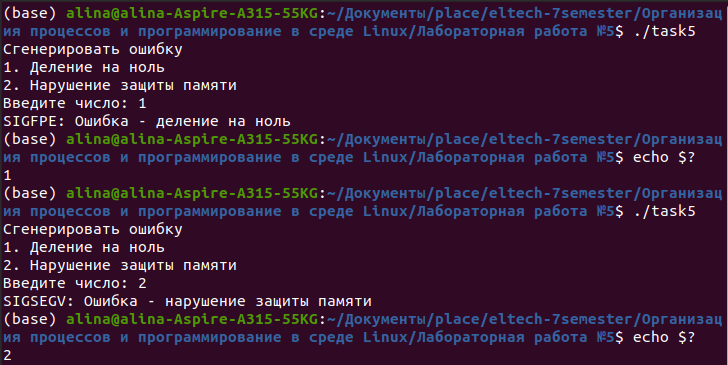 (base) alina@alina-Aspire-A315-55KG:~/Документы/place/eltech-7semester/Организац
ия процессов и программирование в среде Linux/Лабораторная работа №5$ ./task5
Сгенерировать ошибку
1. Деление на ноль
2. Нарушение защиты памяти
Введите число: 1
SIGFPE: Ошибка - деление на ноль
(base) alina@alina-Aspire-A315-55KG:~/Документы/place/eltech-7semester/Организац
ия процессов и программирование в среде Linux/Лабораторная работа №5$ echo $?
1
(base) alina@alina-Aspire-A315-55KG:~/Документы/place/eltech-7semester/Организац
ия процессов и программирование в среде Linux/Лабораторная работа №5$ ./task5
Сгенерировать ошибку
1. Деление на ноль
2. Нарушение защиты памяти
Введите число: 2
SIGSEGV: Ошибка - нарушение защиты памяти
(base) alina@alina-Aspire-A315-55KG:~/Документы/place/eltech-7semester/Организац
ия процессов и программирование в среде Linux/Лабораторная работа №5$ echo $?
2